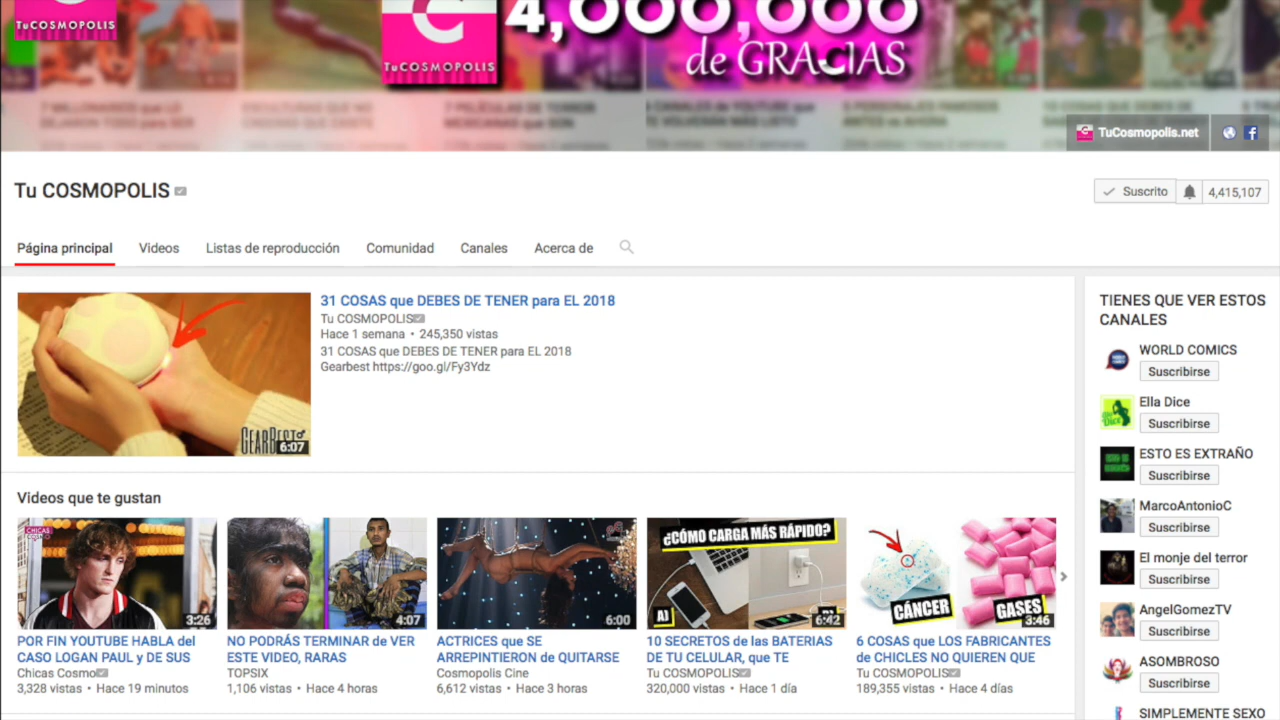 TuCOSMOPOLIS
TuCOSMOPOLIS
4,000,000
de GRACIAS
TuCosmopolis.net
Tu COSMOPOLIS
Suscrito
4,415,107
Página principal
Videos
Listas de reproducción
Comunidad
Canales
Acerca de
GEARBEST
6:07
31 COSAS que DEBES DE TENER para EL 2018
Tu COSMOPOLIS
Hace 1 semana • 245,350 vistas
31 COSAS que DEBES DE TENER para EL 2018
Gearbest https://goo.gl/Fy3Ydz
TIENES QUE VER ESTOS
CANALES
WORLD COMICS
Suscribirse
Ella Dice
Suscribirse
ESTO ES EXTRAÑO
Suscribirse
MarcoAntonioC
Suscribirse
El monje del terror
Suscribirse
AngelGomezTV
Suscribirse
ASOMBROSO
Suscribirse
SIMPLEMENTE SEXO
Videos que te gustan
CHICAS
COSMO
3:26
POR FIN YOUTUBE HABLA del
CASO LOGAN PAUL y DE SUS
Chicas Cosmo
3,328 vistas • Hace 19 minutos
4:07
NO PODRÁS TERMINAR de VER
ESTE VIDEO, RARAS
TOPSIX
1,106 vistas • Hace 4 horas
6:00
ACTRICES que SE
ARREPINTIERON de QUITARSE
Cosmopolis Cine
6,612 vistas • Hace 3 horas
¿CÓMO CARGA MÁS RÁPIDO?
A)
6:42
10 SECRETOS de las BATERIAS
DE TU CELULAR, que TE
Tu COSMOPOLIS
320,000 vistas • Hace 1 día
CÁNCER
GASES
3:46
6 COSAS que LOS FABRICANTES
de CHICLES NO QUIEREN QUE
Tu COSMOPOLIS
189,355 vistas • Hace 4 días